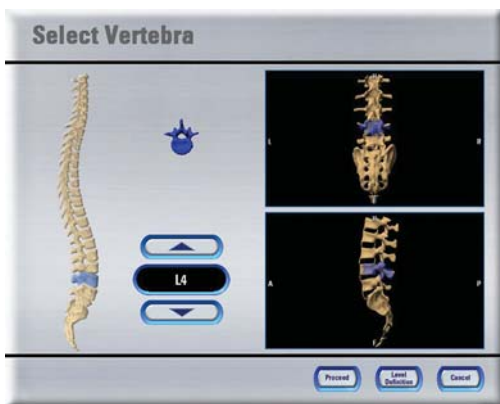 Select Vertebra
L
R
A
P
L4
Proceed
Level
Definition
Cancel